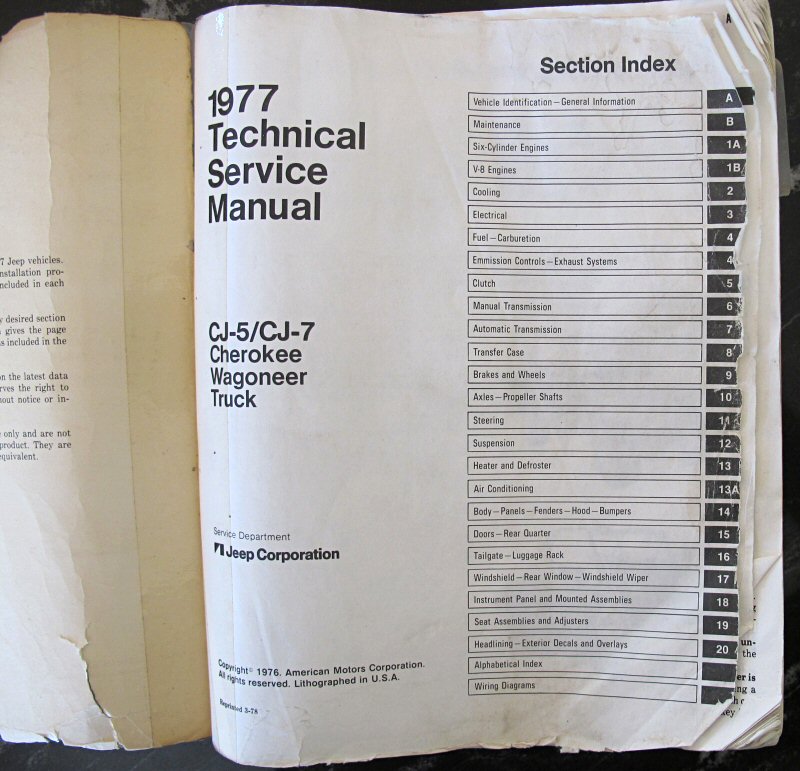 7 Jeep vehicles.
nstallation pro-
ncluded in each
desired section
gives the page
s included in the
on the latest data
rves the right to
hout notice or in-
only and are not
product. They are
equivalent.
1977
Technical
Service
Manual
CJ-5/CJ-7
Cherokee
Wagoneer
Truck
Service Department
Jeep Corporation
Copyright© 1976, American Motors Corporation.
All rights reserved. Lithographed in U.S.A.
Reprinted 3-78
A
Section Index
Vehicle Identification—General Information A
Maintenance B
Six-Cylinder Engines 1A
V-8 Engines 1B
Cooling 2
Electrical 3
Fuel—Carburetion 4
Emmission Controls—Exhaust Systems 4
Clutch 5
Manual Transmission 6
Automatic Transmission 7
Transfer Case 8
Brakes and Wheels 9
Axles—Propeller Shafts 10
Steering 11
Suspension 12
Heater and Defroster 13
Air Conditioning 13A
Body—Panels—Fenders—Hood—Bumpers 14
Doors—Rear Quarter 15
Tailgate—Luggage Rack 16
Windshield—Rear Window—Windshield Wiper 17
Instrument Panel and Mounted Assemblies 18
Seat Assemblies and Adjusters 19
Headlining—Exterior Decals and Overlays 20
Alphabetical Index
Wiring Diagrams
un-
the
er is
ng a
key